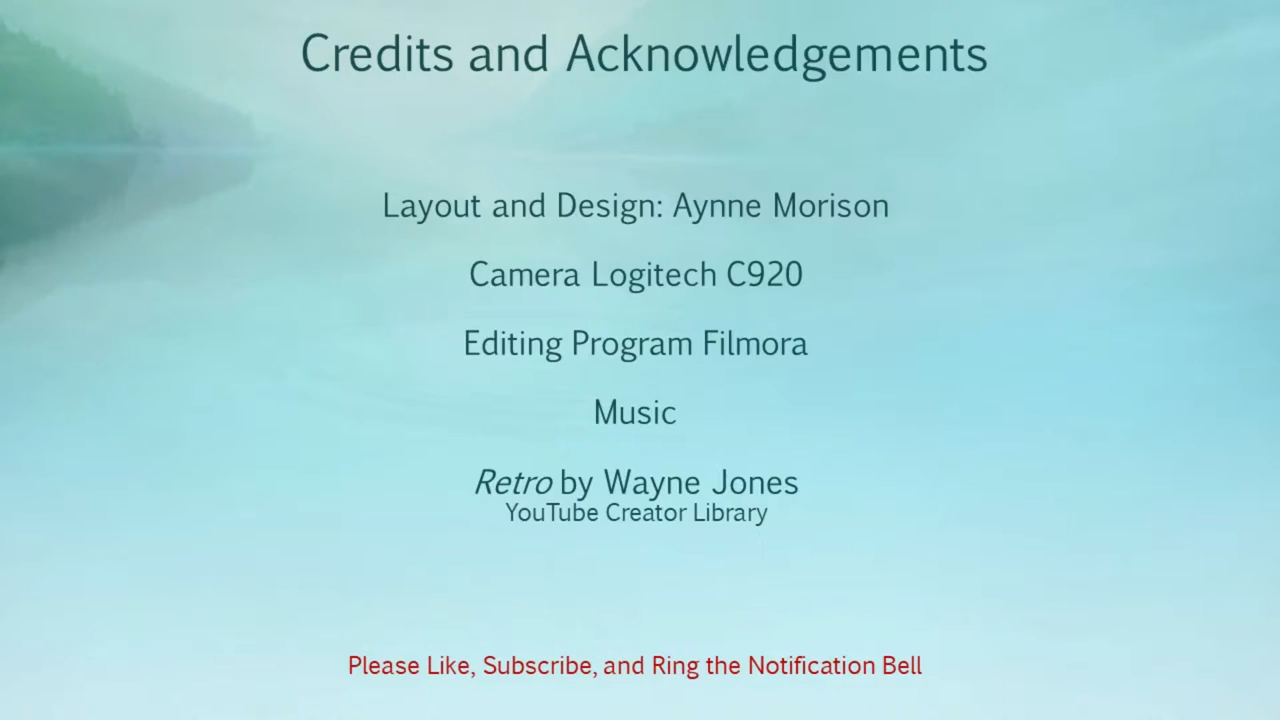 Credits and Acknowledgements
Layout and Design: Aynne Morison
Camera Logitech C920
Editing Program Filmora
Music
Retro by Wayne Jones
YouTube Creator Library
Please Like, Subscribe, and Ring the Notification Bell